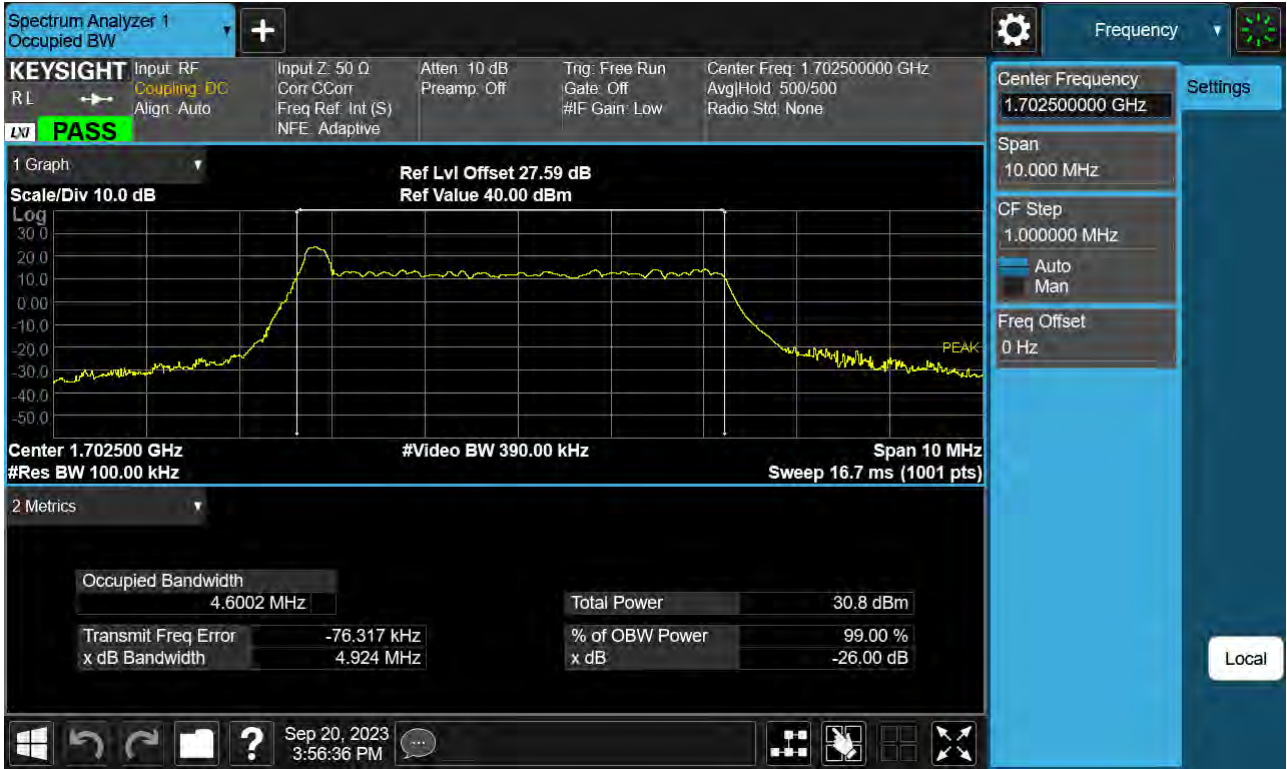 Spectrum Analyzer 1
Occupied BW
Frequency
KEYSIGHT
R L
LXI
PASS
Input: RF
Coupling: DC
Align: Auto
Input Z: 50 Ω
Corr CCorr
Freq Ref: Int (S)
NFE: Adaptive
Atten: 10 dB
Preamp: Off
Trig: Free Run
Gate: Off
#IF Gain: Low
Center Freq: 1.702500000 GHz
Avg|Hold: 500/500
Radio Std: None
Center Frequency
1.702500000 GHz
Settings
Span
10.000 MHz
CF Step
1.000000 MHz
Auto
Man
Freq Offset
0 Hz
1 Graph
Scale/Div 10.0 dB
Ref Lvl Offset 27.59 dB
Ref Value 40.00 dBm
Log
30.0
20.0
10.0
0.00
-10.0
-20.0
-30.0
-40.0
-50.0
PEAK
Center 1.702500 GHz
#Video BW 390.00 kHz
Span 10 MHz
#Res BW 100.00 kHz
Sweep 16.7 ms (1001 pts)
2 Metrics
Occupied Bandwidth
4.6002 MHz
Total Power 30.8 dBm
Transmit Freq Error -76.317 kHz
% of OBW Power 99.00 %
x dB Bandwidth 4.924 MHz
x dB -26.00 dB
Local
?
Sep 20, 2023
3:56:36 PM